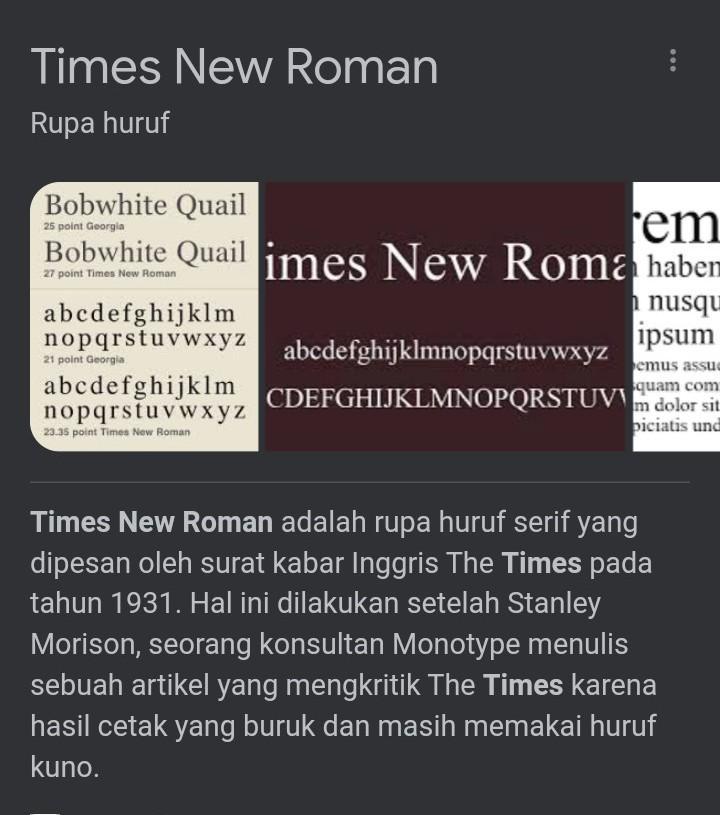 Times New Roman
Rupa huruf
Bobwhite Quail
25 point Georgia
Bobwhite Quail
27 point Times New Roman
abcdefghijklm
nopqrstuvwxyz
21 point Georgia
abcdefghijklm
nopqrstuvwxyz
23.35 point Times New Roman
imes New Roma
abcdefghijklmnopqrstuvwxyz
CDEFGHIJKLMNOPQRSTUV
rem
haben
nusqu
ipsum
emus assu
quam com
m dolor sit
piciatis und
Times New Roman adalah rupa huruf serif yang
dipesan oleh surat kabar Inggris The Times pada
tahun 1931. Hal ini dilakukan setelah Stanley
Morison, seorang konsultan Monotype menulis
sebuah artikel yang mengkritik The Times karena
hasil cetak yang buruk dan masih memakai huruf
kuno.